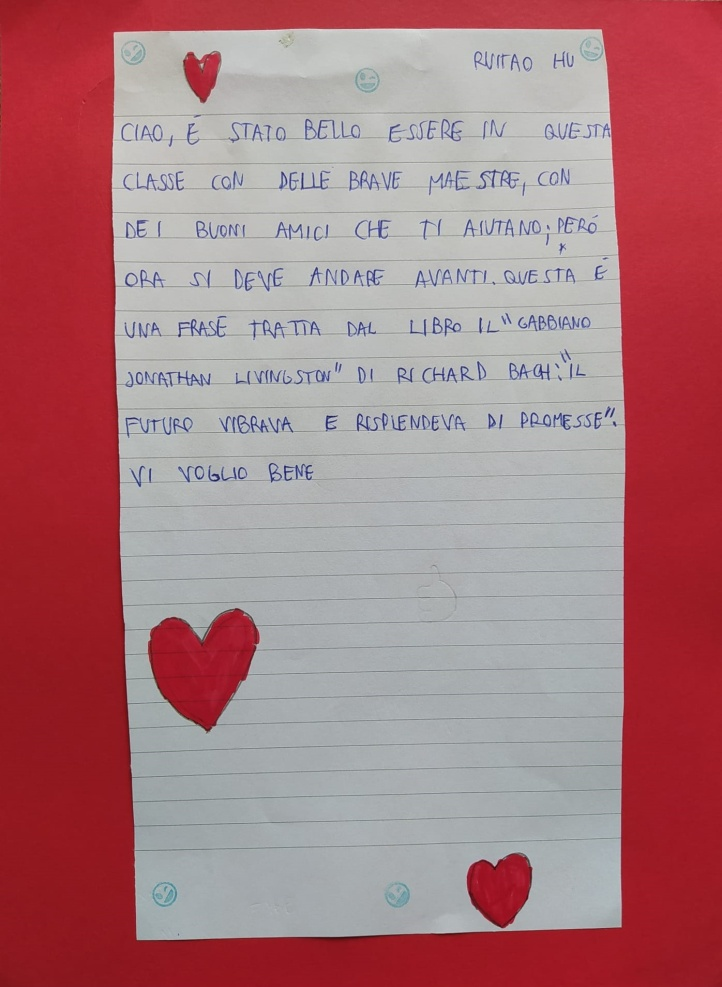 RUITAO HU
CIAO, É STATO BELLO ESSERE IN QUESTA
CLASSE CON DELLE BRAVE MAESTRE, CON
DEI BUONI AMICI CHE TI AIUTANO; PERÓ
*
ORA SI DEVE ANDARE AVANTI. QUESTA É
UNA FRASE TRATTA DAL LIBRO IL "GABBIANO
JONATHAN LIVINGSTON" DI RICHARD BACH: "IL
FUTURO VIBRAVA E RISPLENDEVA DI PROMESSE".
VI VOGLIO BENE